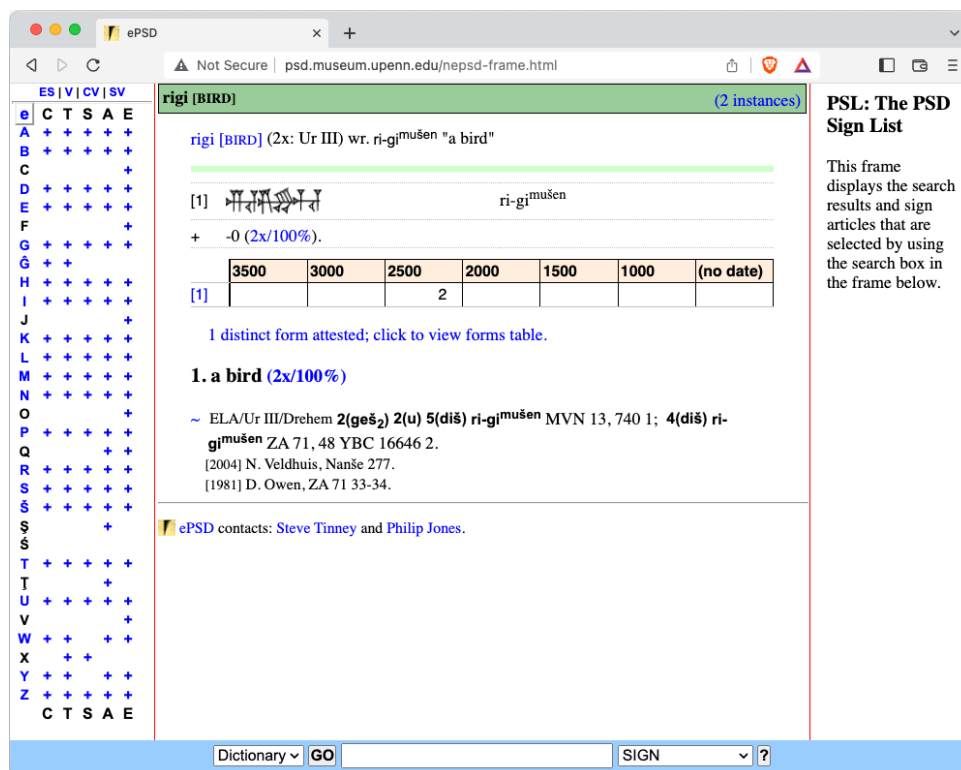 ePSD
Not Secure psd.museum.upenn.edu/nepsd-frame.html
ES | V | CV | SV
e C T S A E
A + + + + +
B + + + + +
C +
D + + + + +
E + + + + +
F +
G + + + + +
Ĝ + +
H + + + + +
I + + + + +
J +
K + + + + +
L + + + + +
M + + + + +
N + + + + +
O +
P + + + + +
Q + +
R + + + + +
S + + + + +
Š + + + + +
Ş +
Ś
T + + + + +
Ţ +
U + + + + +
V +
W + + + +
X + +
Y + + + +
Z + + + + +
C T S A E
rigi [BIRD] (2 instances)
rigi [BIRD] (2x: Ur III) wr. ri-gimušen "a bird"
[1] ri-gimušen
+ -0 (2x/100%).
3500 3000 2500 2000 1500 1000 (no date)
[1] 2
1 distinct form attested; click to view forms table.
1. a bird (2x/100%)
~ ELA/Ur III/Drehem 2(geš₂) 2(u) 5(diš) ri-gimušen MVN 13, 740 1; 4(diš) ri-
gimušen ZA 71, 48 YBC 16646 2.
[2004] N. Veldhuis, Nanše 277.
[1981] D. Owen, ZA 71 33-34.
ePSD contacts: Steve Tinney and Philip Jones.
PSL: The PSD
Sign List
This frame
displays the search
results and sign
articles that are
selected by using
the search box in
the frame below.
Dictionary GO SIGN ?